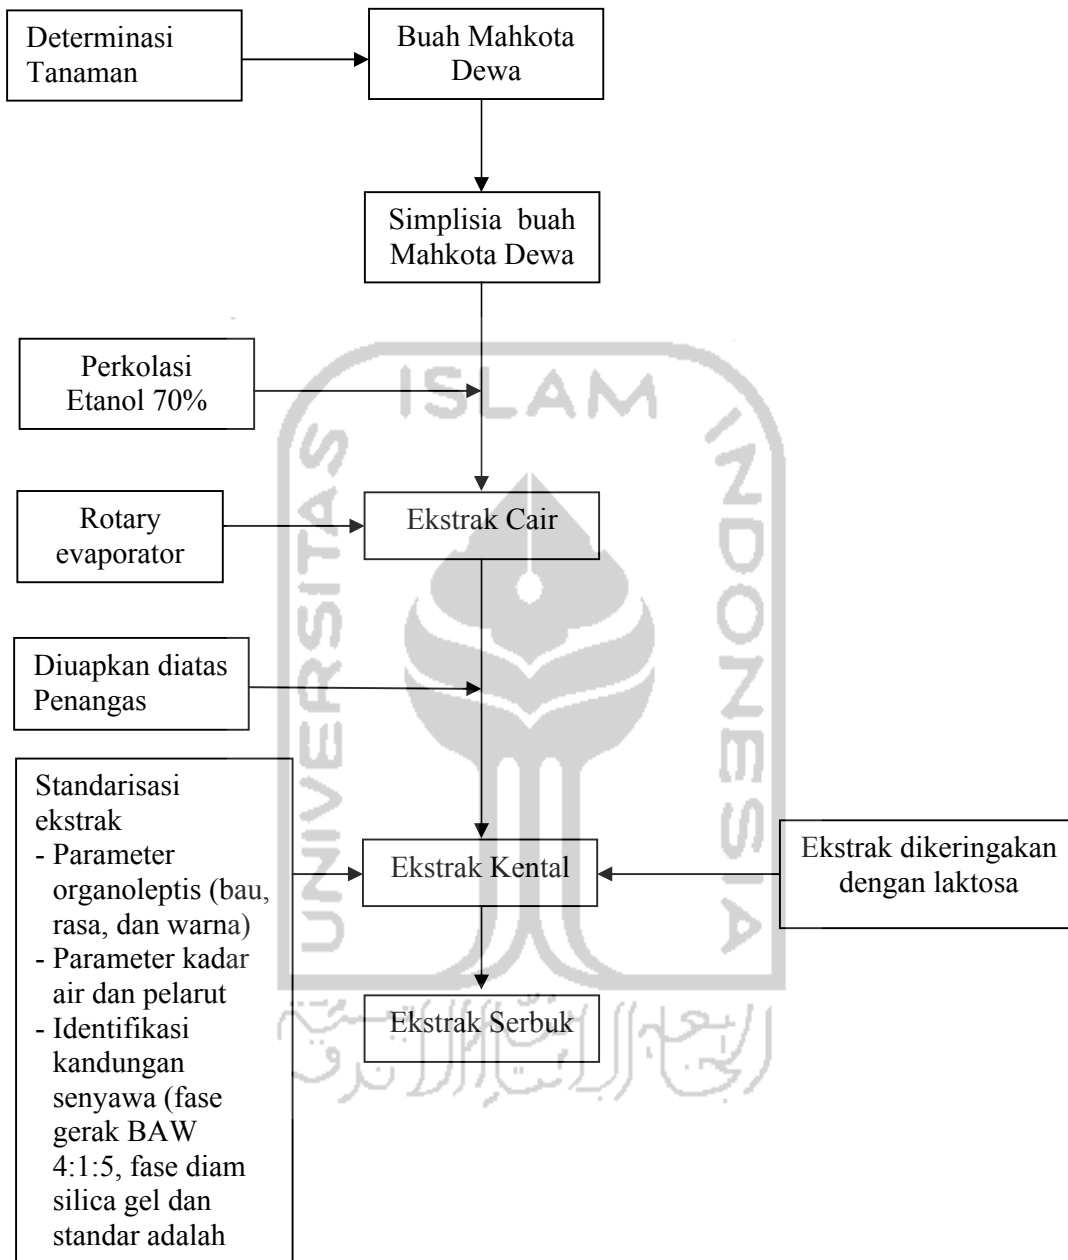 Determinasi
Tanaman
Buah Mahkota
Dewa
Simplisia buah
Mahkota Dewa
Perkolasi
Etanol 70%
Rotary
evaporator
Ekstrak Cair
Diuapkan diatas
Penangas
Standarisasi
ekstrak
- Parameter
organoleptis (bau,
rasa, dan warna)
- Parameter kadar
air dan pelarut
- Identifikasi
kandungan
senyawa (fase
gerak BAW
4:1:5, fase diam
silica gel dan
standar adalah
Ekstrak Kental
Ekstrak dikeringakan
dengan laktosa
Ekstrak Serbuk
UNIVERSITAS
ISLAM
INDONESIA